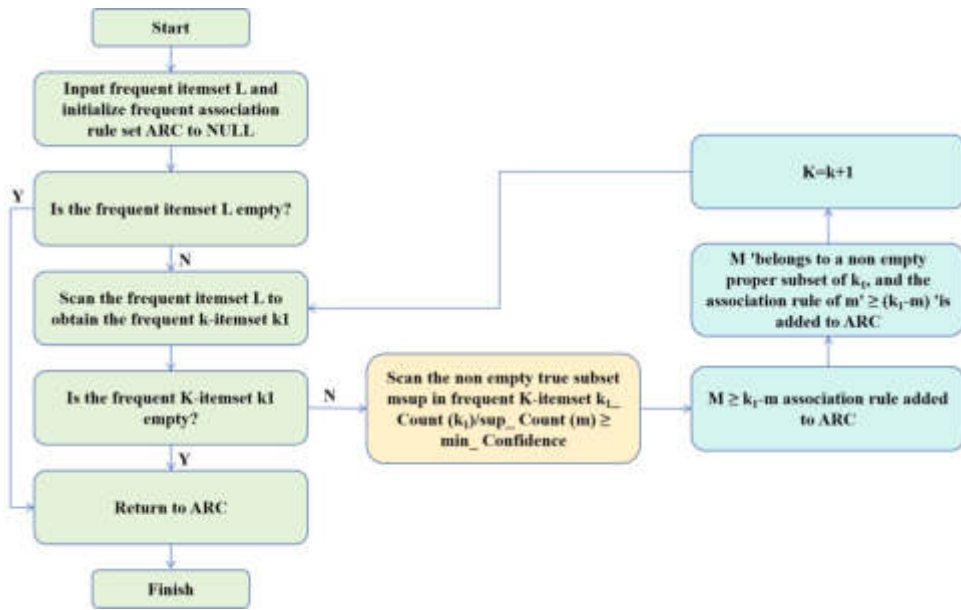 Start
Input frequent itemset L and
initialize frequent association
rule set ARC to NULL
Y
Is the frequent itemset L empty?
N
Scan the frequent itemset L to
obtain the frequent k-itemset k1
Is the frequent K-itemset k1
empty?
N
Y
Return to ARC
Finish
Scan the non empty true subset
msup in frequent K-itemset k₁_
Count (k₁)/sup_ Count (m) ≥
min_ Confidence
M ≥ k₁-m association rule added
to ARC
M 'belongs to a non empty
proper subset of k₁, and the
association rule of m' ≥ (k₁-m) 'is
added to ARC
K=k+1